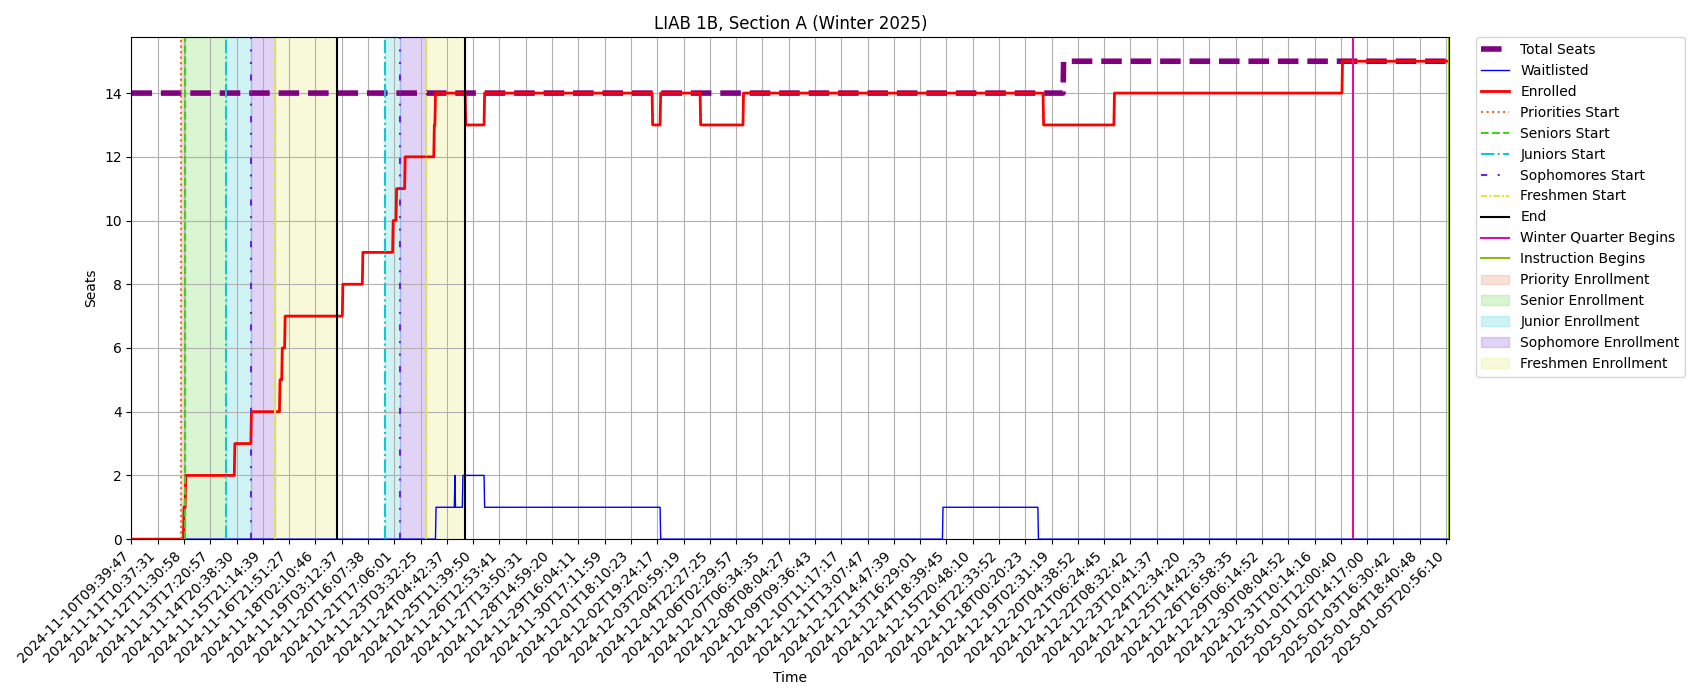 LIAB 1B, Section A (Winter 2025)
Seats
14
12
10
8
6
4
2
0
2024-11-10T09:39:47
2024-11-11T10:37:31
2024-11-12T11:30:58
2024-11-13T17:20:57
2024-11-14T20:38:30
2024-11-15T21:14:39
2024-11-16T21:51:27
2024-11-18T02:10:46
2024-11-19T03:12:37
2024-11-20T16:07:38
2024-11-21T17:06:01
2024-11-23T03:32:25
2024-11-24T04:42:37
2024-11-25T11:39:50
2024-11-26T12:53:41
2024-11-27T13:50:31
2024-11-28T14:59:20
2024-11-29T16:04:11
2024-11-30T17:11:59
2024-12-01T18:10:23
2024-12-02T19:24:17
2024-12-03T20:59:19
2024-12-04T22:27:25
2024-12-06T02:29:57
2024-12-07T06:34:35
2024-12-08T08:04:27
2024-12-09T09:36:43
2024-12-10T11:17:17
2024-12-11T13:07:47
2024-12-12T14:47:39
2024-12-13T16:29:01
2024-12-14T18:39:45
2024-12-15T20:48:10
2024-12-16T22:33:52
2024-12-18T00:20:23
2024-12-19T02:31:19
2024-12-20T04:38:52
2024-12-21T06:24:45
2024-12-22T08:32:42
2024-12-23T10:41:37
2024-12-24T12:34:20
2024-12-25T14:42:33
2024-12-26T16:58:35
2024-12-29T06:14:52
2024-12-30T08:04:52
2024-12-31T10:14:16
2025-01-01T12:00:40
2025-01-02T14:17:00
2025-01-03T16:30:42
2025-01-04T18:40:48
2025-01-05T20:56:10
Time
Total Seats
Waitlisted
Enrolled
Priorities Start
Seniors Start
Juniors Start
Sophomores Start
Freshmen Start
End
Winter Quarter Begins
Instruction Begins
Priority Enrollment
Senior Enrollment
Junior Enrollment
Sophomore Enrollment
Freshmen Enrollment